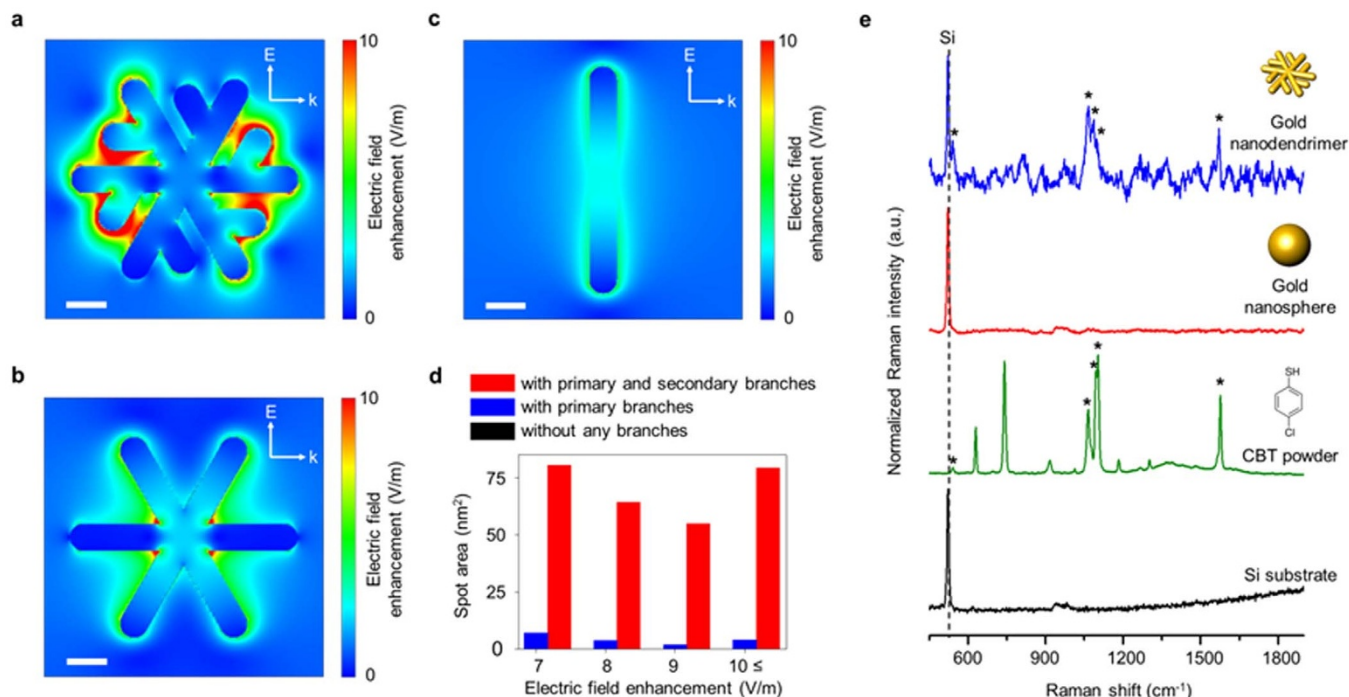 a
10
E
k
Electric field
enhancement (V/m)
0
b
10
E
k
Electric field
enhancement (V/m)
0
c
10
E
k
Electric field
enhancement (V/m)
0
d
with primary and secondary branches
with primary branches
without any branches
75
50
25
0
Spot area (nm²)
7 8 9 10 ≤
Electric field enhancement (V/m)
e
Si
*
*
*
*
*
Gold
nanodendrimer
Gold
nanosphere
*
*
*
*
*
SH
Cl
CBT powder
Si substrate
Normalized Raman intensity (a.u.)
600 900 1200 1500 1800
Raman shift (cm⁻¹)